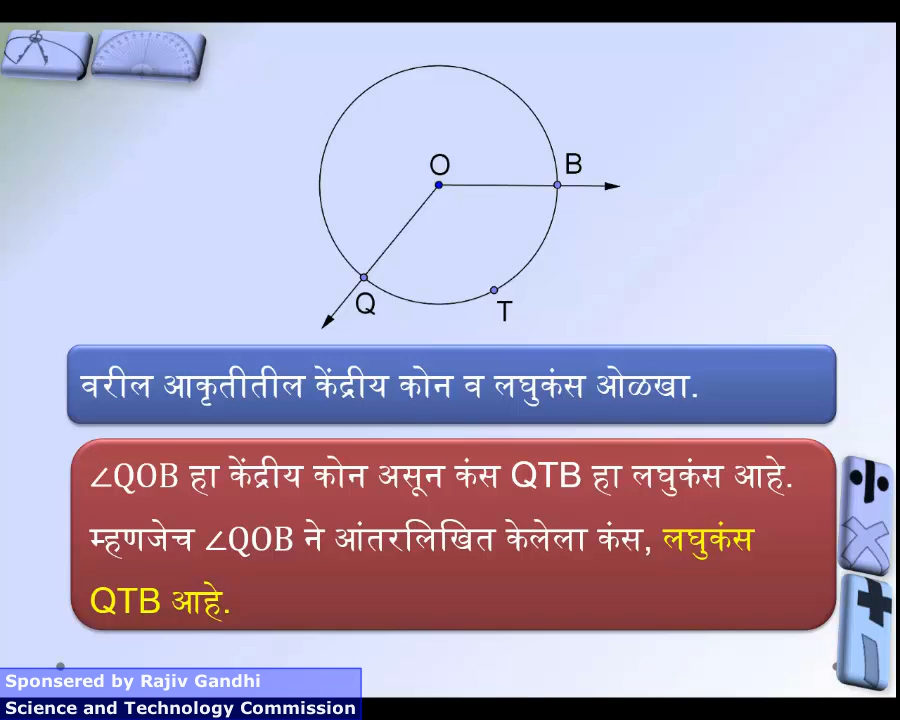 O
B
Q
T
वरील आकृतीतील केंद्रीय कोन व लघुकंस ओळखा.
∠QOB हा केंद्रीय कोन असून कंस QTB हा लघुकंस आहे.
म्हणजेच ∠QOB ने आंतरलिखित केलेला कंस, लघुकंस
QTB आहे.
Sponsered by Rajiv Gandhi
Science and Technology Commission